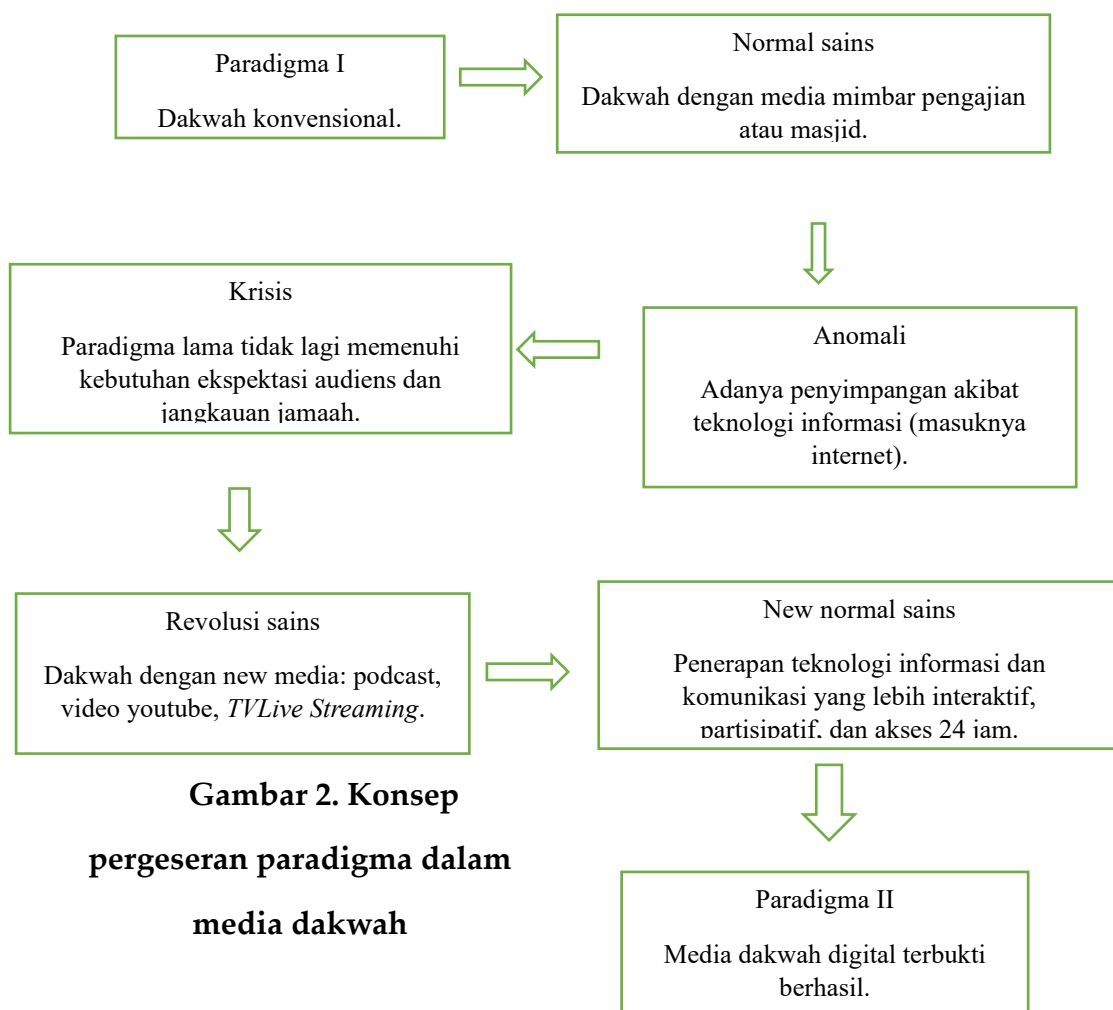 Paradigma I
Dakwah konvensional.
Normal sains
Dakwah dengan media mimbar pengajian
atau masjid.
Anomali
Adanya penyimpangan akibat
teknologi informasi (masuknya
internet).
Krisis
Paradigma lama tidak lagi memenuhi
kebutuhan ekspektasi audiens dan
jangkauan jamaah.
Revolusi sains
Dakwah dengan new media: podcast,
video youtube, TVLive Streaming.
New normal sains
Penerapan teknologi informasi dan
komunikasi yang lebih interaktif,
partisipatif, dan akses 24 jam.
Paradigma II
Media dakwah digital terbukti
berhasil.
Gambar 2. Konsep
pergeseran paradigma dalam
media dakwah